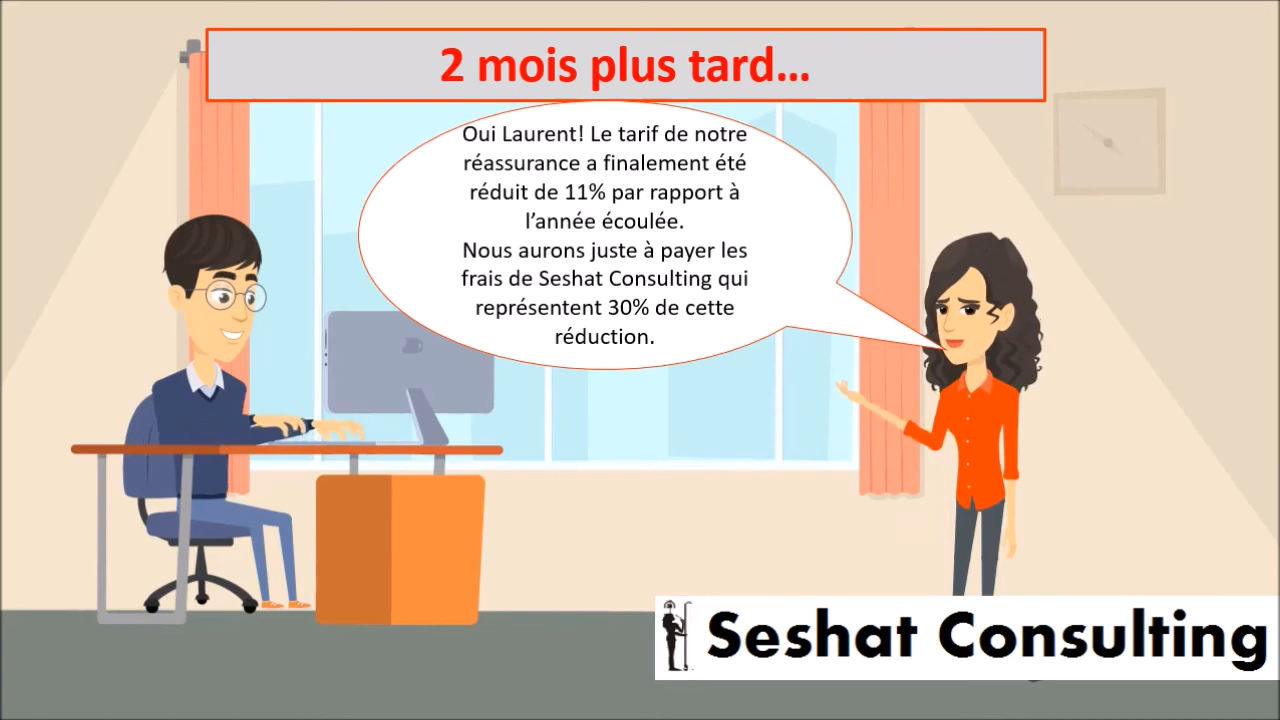 2 mois plus tard...
Oui Laurent! Le tarif de notre
réassurance a finalement été
réduit de 11% par rapport à
l’année écoulée.
Nous aurons juste à payer les
frais de Seshat Consulting qui
représentent 30% de cette
réduction.
Seshat Consulting